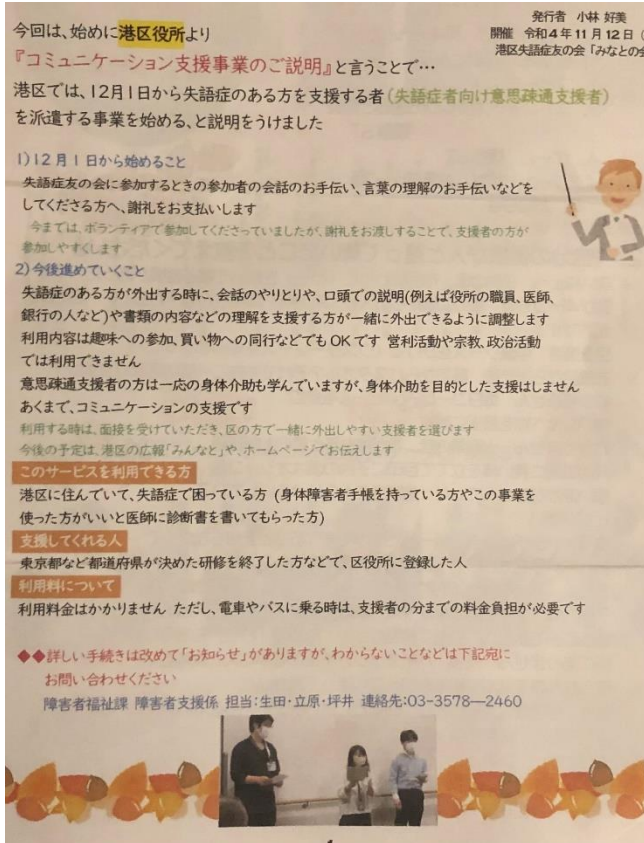 発行者　小林 好美
開催　令和4年11月12日（
港区失語症友の会「みなとの会
今回は、始めに港区役所より
『コミュニケーション支援事業のご説明』と言うことで…
港区では、12月1日から失語症のある方を支援する者（失語症者向け意思疎通支援者）
を派遣する事業を始める、と説明をうけました
1)12月1日から始めること
失語症友の会に参加するときの参加者の会話のお手伝い、言葉の理解のお手伝いなどを
してくださる方へ、謝礼をお支払いします
今までは、ボランティアで参加してくださっていましたが、謝礼をお渡しすることで、支援者の方が
参加しやすくします
2)今後進めていくこと
失語症のある方が外出する時に、会話のやりとりや、口頭での説明(例えば役所の職員、医師、
銀行の人など)や書類の内容などの理解を支援する方が一緒に外出できるように調整します
利用内容は趣味への参加、買い物への同行などでもOKです 営利活動や宗教、政治活動
では利用できません
意思疎通支援者の方は一応の身体介助も学んでいますが、身体介助を目的とした支援はしません
あくまで、コミュニケーションの支援です
利用する時は、面接を受けていただき、区の方で一緒に外出しやすい支援者を選びます
今後の予定は、港区の広報「みんなと」や、ホームページでお伝えします
このサービスを利用できる方
港区に住んでいて、失語症で困っている方 (身体障害者手帳を持っている方やこの事業を
使った方がいいと医師に診断書を書いてもらった方)
支援してくれる人
東京都など都道府県が決めた研修を終了した方などで、区役所に登録した人
利用料について
利用料金はかかりません ただし、電車やバスに乗る時は、支援者の分までの料金負担が必要です
◆◆詳しい手続きは改めて「お知らせ」がありますが、わからないことなどは下記宛に
お問い合わせください
障害者福祉課 障害者支援係 担当：生田・立原・坪井 連絡先：03-3578―2460